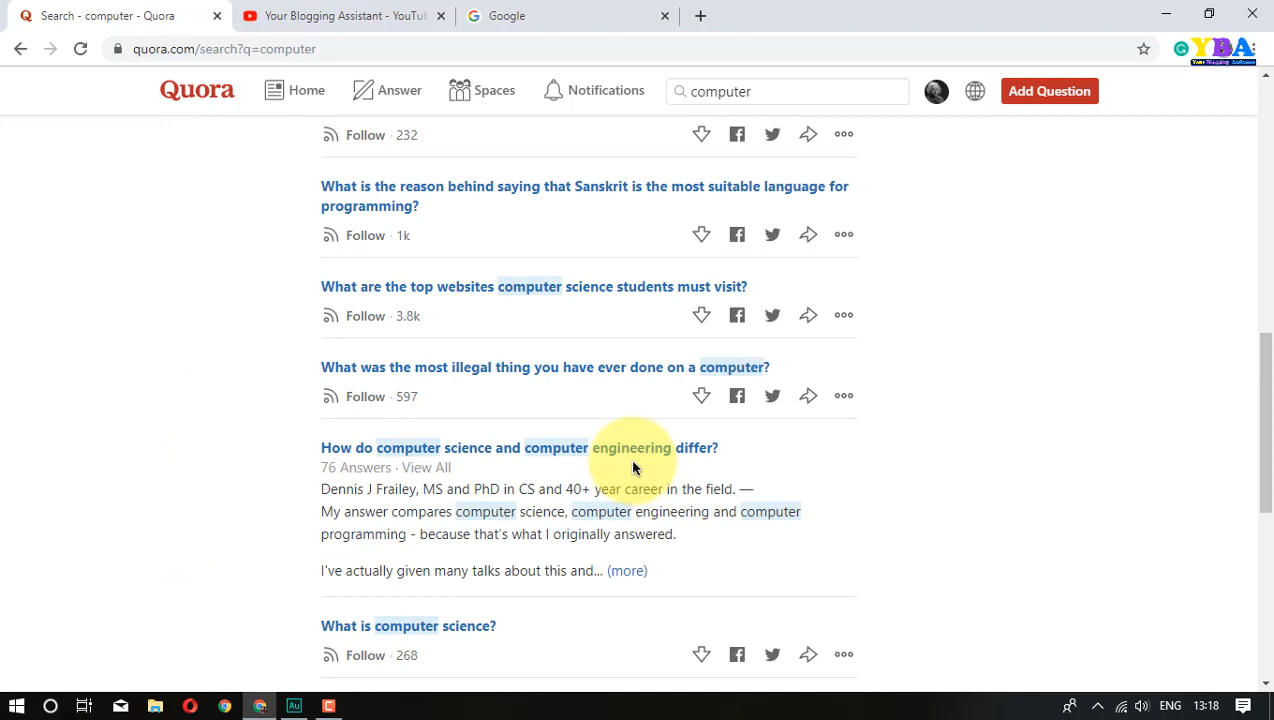 Search - computer - Quora
Your Blogging Assistant - YouTub
Google
quora.com/search?q=computer
YBA
Quora
Home
Answer
Spaces
Notifications
computer
Add Question
Follow · 232
What is the reason behind saying that Sanskrit is the most suitable language for
programming?
Follow · 1k
What are the top websites computer science students must visit?
Follow · 3.8k
What was the most illegal thing you have ever done on a computer?
Follow · 597
How do computer science and computer engineering differ?
76 Answers · View All
Dennis J Frailey, MS and PhD in CS and 40+ year career in the field. —
My answer compares computer science, computer engineering and computer
programming - because that's what I originally answered.
I've actually given many talks about this and... (more)
What is computer science?
Follow · 268
Au
C
ENG
13:18